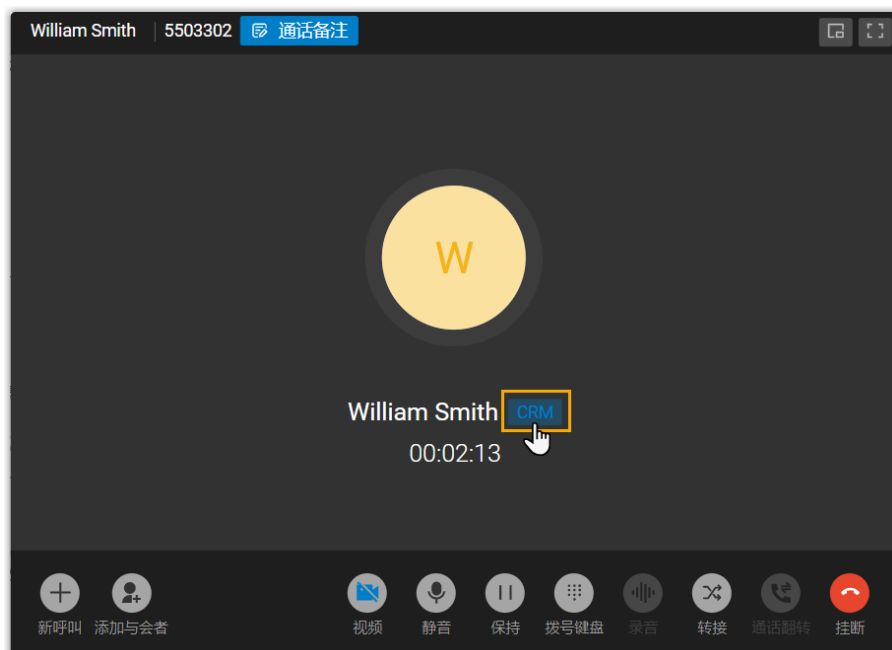 William Smith 5503302 通话备注
W
William Smith CRM
00:02:13
新呼叫 添加与会者 视频 静音 保持 拨号键盘 录音 转接 通话翻转 挂断